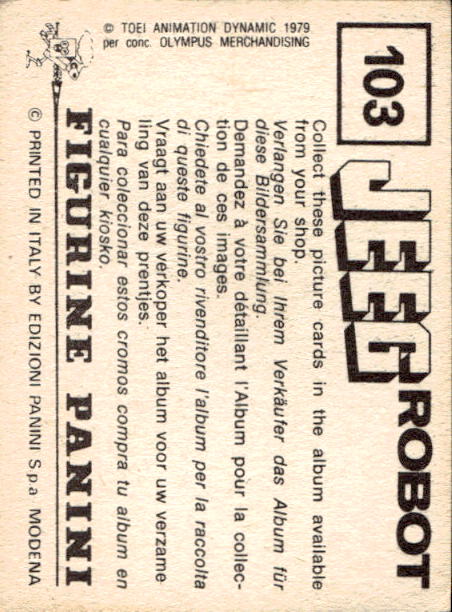 103
JEEG ROBOT
© TOEI ANIMATION DYNAMIC 1979
per conc. OLYMPUS MERCHANDISING
Collect these picture cards in the album available
from your shop.
Verlangen Sie bei Ihrem Verkäufer das Album für
diese Bildersammlung.
Demandez à votre détaillant l'Album pour la collec-
tion de ces images.
Chiedete al vostro rivenditore l'album per la raccolta
di queste figurine.
Vraagt aan uw verkoper het album voor uw verzame
ling van deze prentjes.
Para coleccionar estos cromos compra tu album en
cualquier kiosko.
FIGURINE PANINI
© PRINTED IN ITALY BY EDIZIONI PANINI S.p.a MODENA